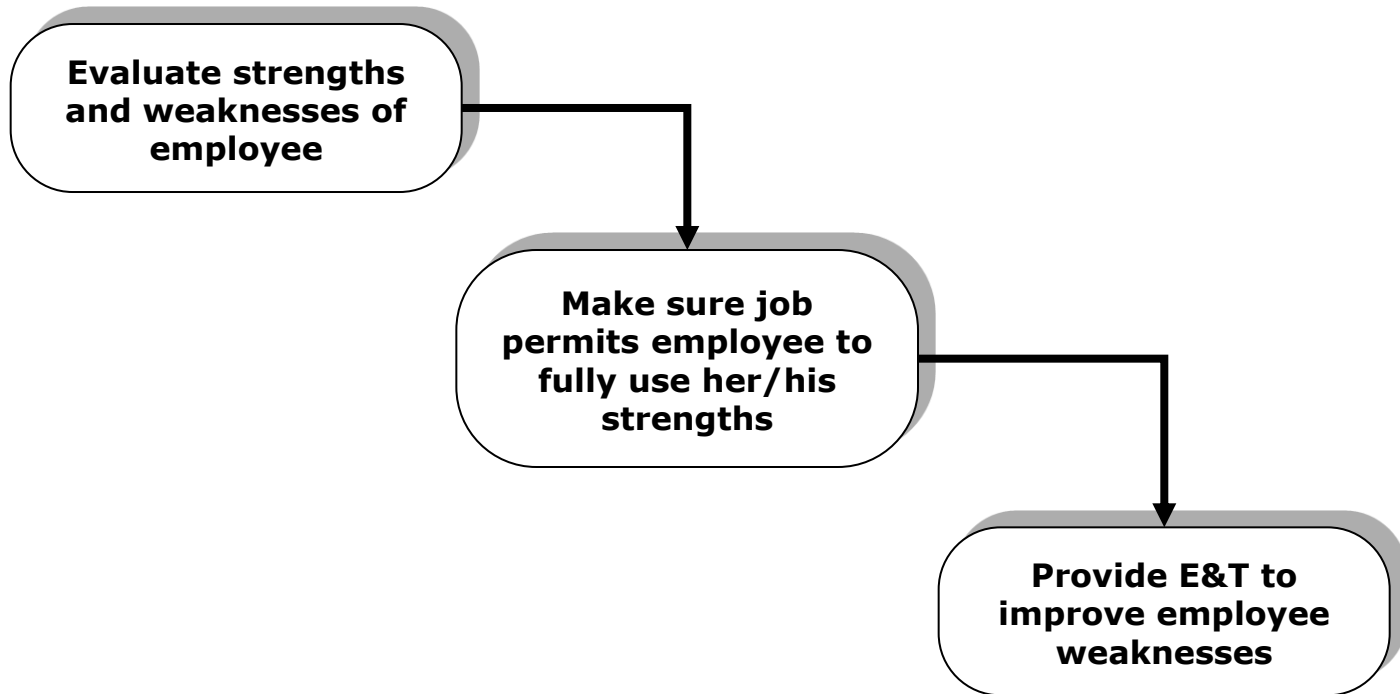 Evaluate strengths
and weaknesses of
employee
Make sure job
permits employee to
fully use her/his
strengths
Provide E&T to
improve employee
weaknesses